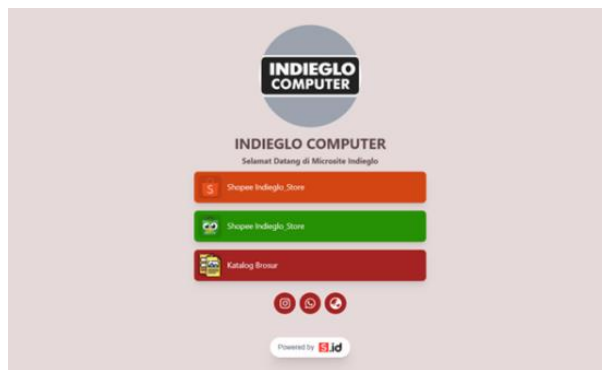 INDIEGLO
COMPUTER
INDIEGLO COMPUTER
Selamat Datang di Microsite Indieglo
Shopee Indieglo_Store
Shopee Indieglo_Store
Katalog Brosur
Powered by S.id